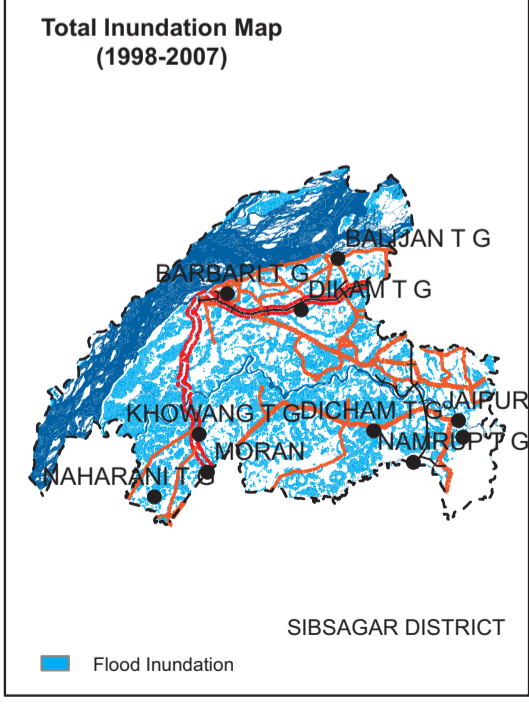 Total Inundation Map
(1998-2007)
BALIJAN T G
BARBARI T G
DIKAM T G
KHOWANG T G
DICHAM T G
JAIPUR
MORAN
NAMRUP T G
NAHARANI T G
SIBSAGAR DISTRICT
Flood Inundation